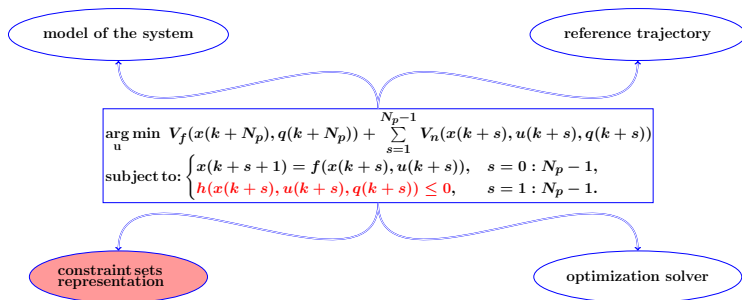 model of the system
reference trajectory
arg min V_f(x(k + N_p), q(k + N_p)) + ∑_{s=1}^{N_p−1} V_n(x(k + s), u(k + s), q(k + s))
u
subject to: { x(k + s + 1) = f(x(k + s), u(k + s)), s = 0 : N_p − 1,
h(x(k + s), u(k + s), q(k + s)) ≤ 0, s = 1 : N_p − 1.
constraint sets
representation
optimization solver